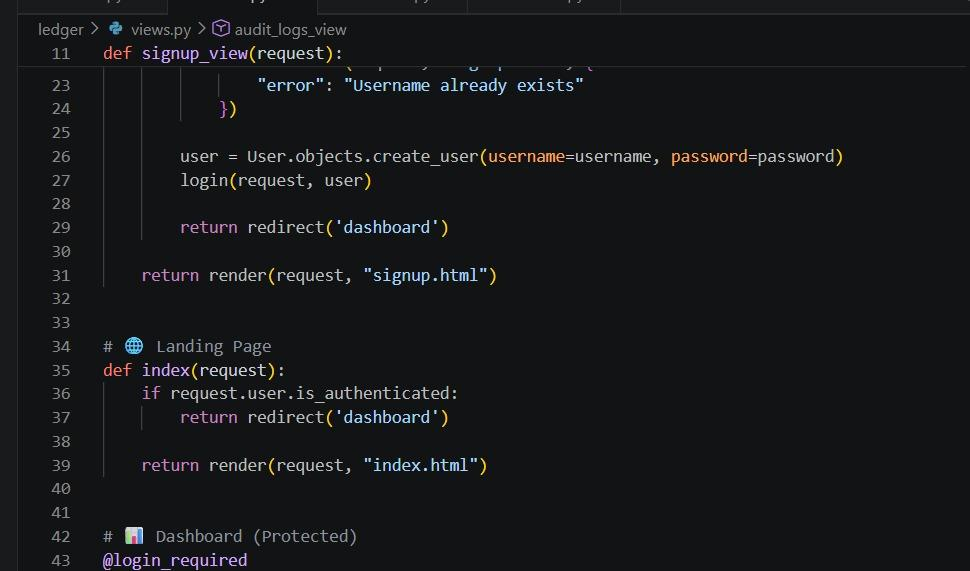 ledger > views.py > audit_logs_view
11 def signup_view(request):
23 "error": "Username already exists"
24 })
25
26 user = User.objects.create_user(username=username, password=password)
27 login(request, user)
28
29 return redirect('dashboard')
30
31 return render(request, "signup.html")
32
33
34 # 🌐 Landing Page
35 def index(request):
36 if request.user.is_authenticated:
37 return redirect('dashboard')
38
39 return render(request, "index.html")
40
41
42 # 📊 Dashboard (Protected)
43 @login_required